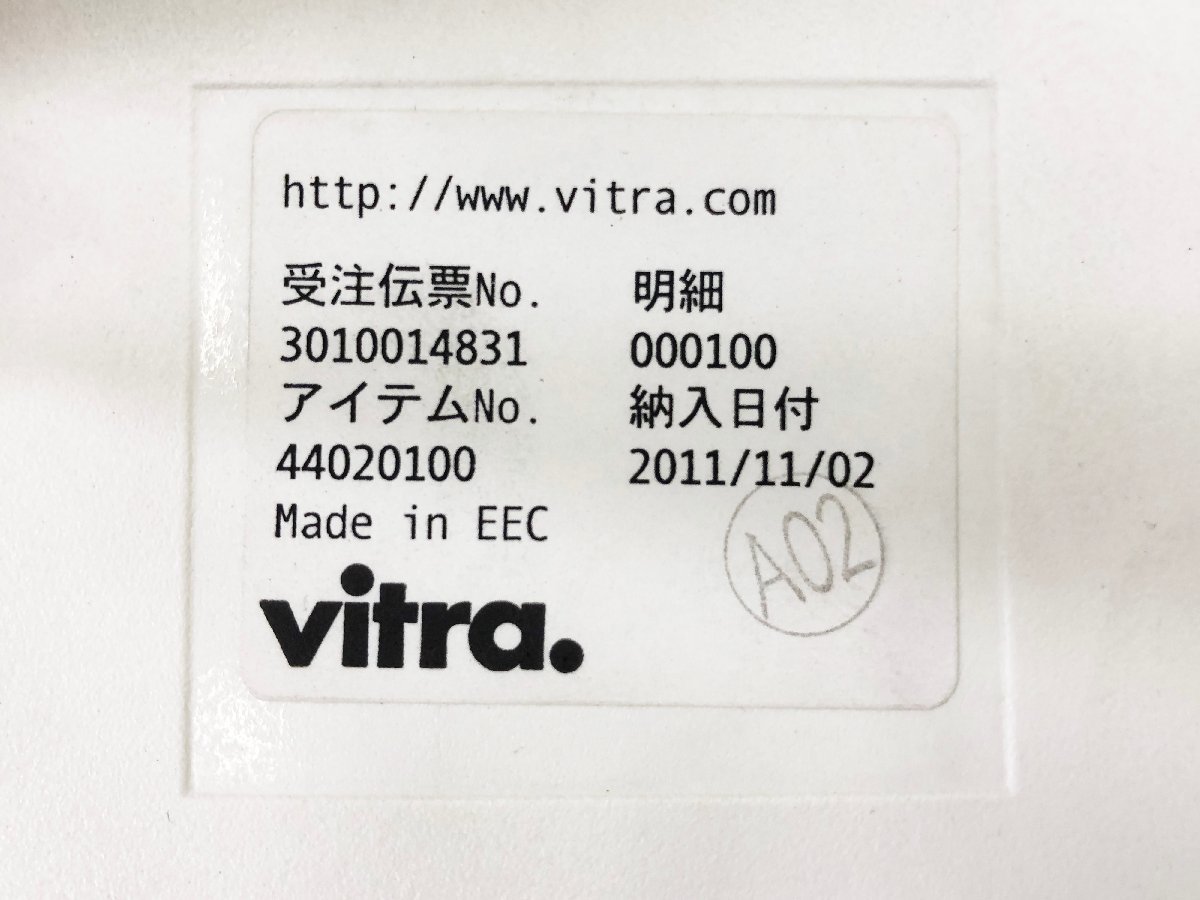 http://www.vitra.com
受注伝票No. 明細
3010014831 000100
アイテムNo. 納入日付
44020100 2011/11/02
Made in EEC
A02
vitra.